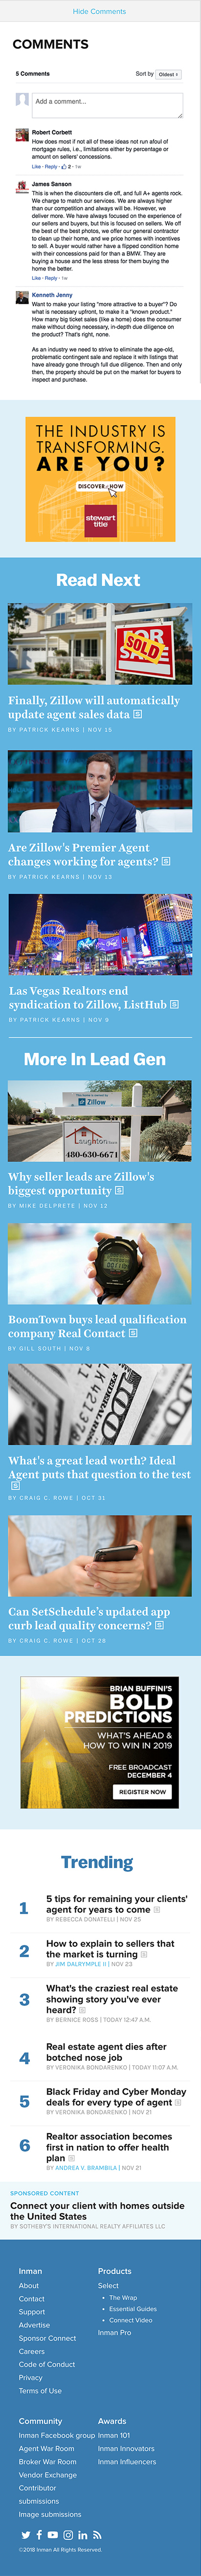 Hide Comments
COMMENTS
5 Comments
Sort by Oldest
Add a comment...
Robert Corbett
How does most if not all of these ideas not run afoul of
mortgage rules, i.e., limitations either by percentage or
amount on sellers' concessions.
Like · Reply · 2 · 1w
James Sanson
This is when the discounters die off, and full A+ agents rock.
We charge to match our services. We are always higher
than our competition and always will be. However, we
deliver more. We have always focused on the experience of
sellers and buyers, but this is focused on sellers. We off get
the best of photos, we offer our clients a free consultation
with our stager, and we offer one general home contractor
to clean up, and do minor repairs needed in their homes
asap. A buyer would never have a flipped condition home
with their concessions paid for than a BMW. They are
buying a house and the less stress for them buying the
home the better.
Like · Reply · 1w
Kenneth Jenny
Want to make your listing "more attractive to a buyer"? Do
what is necessary upfront, to make it a "known product."
How many big ticket sales (as a home) does the consumer
make without doing necessary, in-depth due diligence on
the product? That's right, none.
As an industry we need to strive to eliminate the age-old,
problematic contingent sale and replace it with listings that
have already gone through full due diligence. Then and only
then, the property should be put on the market for buyers to
inspect and purchase.
THE INDUSTRY IS
TRANSFORMING.
ARE YOU?
DISCOVER HOW
stewart
title
Read Next
FOR
SALE
SOLD
Finally, Zillow will automatically
update agent sales data S
BY PATRICK KEARNS | NOV 15
Are Zillow's Premier Agent
changes working for agents? S
BY PATRICK KEARNS | NOV 13
Las Vegas Realtors end
syndication to Zillow, ListHub S
BY PATRICK KEARNS | NOV 9
More In Lead Gen
Zillow
Laughton
480-630-6671
Why seller leads are Zillow's
biggest opportunity S
BY MIKE DELPRETE | NOV 12
BoomTown buys lead qualification
company Real Contact S
BY GILL SOUTH | NOV 8
What's a great lead worth? Ideal
Agent puts that question to the test
S
BY CRAIG C. ROWE | OCT 31
Can SetSchedule's updated app
curb lead quality concerns? S
BY CRAIG C. ROWE | OCT 28
BRIAN BUFFINI'S
BOLD
PREDICTIONS
WHAT'S AHEAD &
HOW TO WIN IN 2019
FREE BROADCAST
DECEMBER 4
REGISTER NOW
Trending
1
5 tips for remaining your clients'
agent for years to come
BY REBECCA DONATELLI | NOV 25
2
How to explain to sellers that
the market is turning
BY JIM DALRYMPLE II | NOV 23
3
What's the craziest real estate
showing story you've ever
heard?
BY BERNICE ROSS | TODAY 12:47 A.M.
4
Real estate agent dies after
botched nose job
BY VERONIKA BONDARENKO | TODAY 11:07 A.M.
5
Black Friday and Cyber Monday
deals for every type of agent
BY VERONIKA BONDARENKO | NOV 21
6
Realtor association becomes
first in nation to offer health
plan
BY ANDREA V. BRAMBILA | NOV 21
SPONSORED CONTENT
Connect your client with homes outside
the United States
BY SOTHEBY'S INTERNATIONAL REALTY AFFILIATES LLC
Inman
About
Contact
Support
Advertise
Sponsor Connect
Careers
Code of Conduct
Privacy
Terms of Use
Products
Select
The Wrap
Essential Guides
Connect Video
Inman Pro
Community
Inman Facebook group
Agent War Room
Broker War Room
Vendor Exchange
Contributor
submissions
Image submissions
Awards
Inman 101
Inman Innovators
Inman Influencers
©2018 Inman All Rights Reserved.